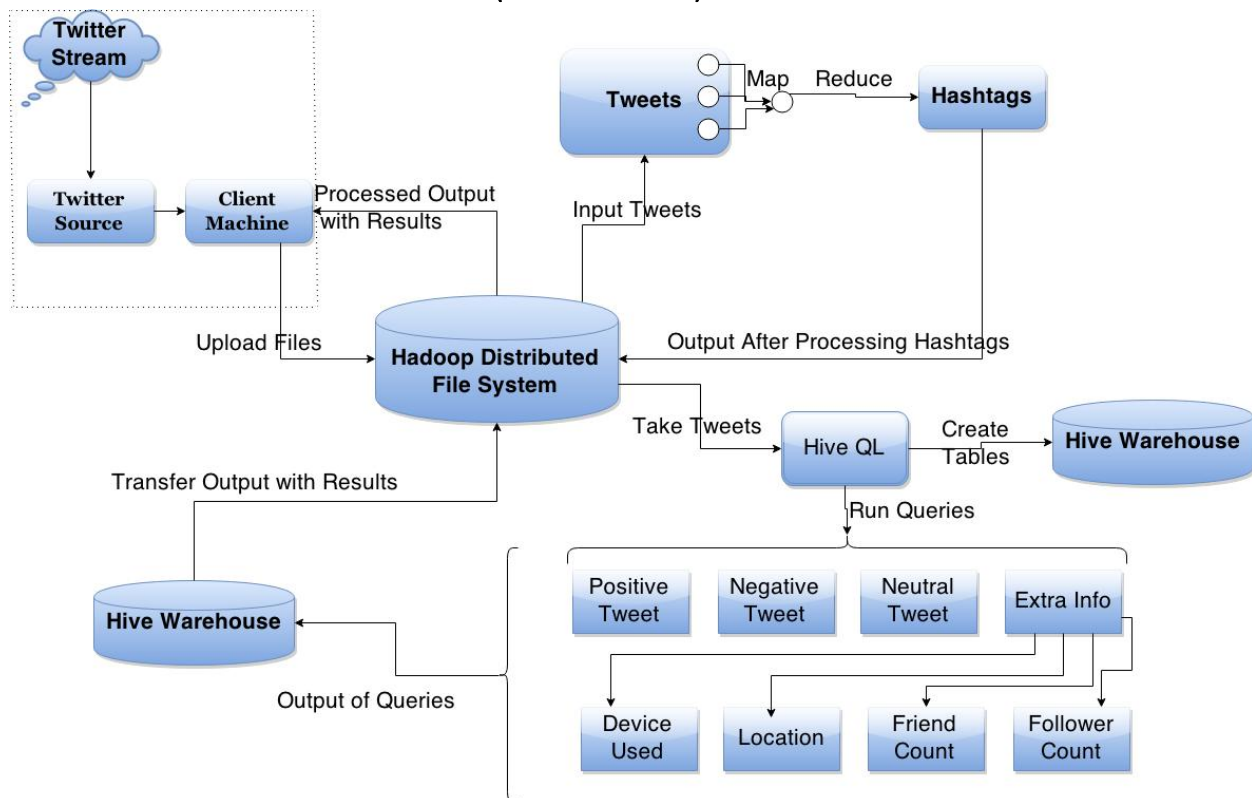 Twitter
Stream
Twitter
Source
Client
Machine
Processed Output
with Results
Upload Files
Tweets
Map
Reduce
Hashtags
Input Tweets
Hadoop Distributed
File System
Output After Processing Hashtags
Take Tweets
Hive QL
Create
Tables
Hive Warehouse
Run Queries
Transfer Output with Results
Hive Warehouse
Output of Queries
Positive
Tweet
Negative
Tweet
Neutral
Tweet
Extra Info
Device
Used
Location
Friend
Count
Follower
Count